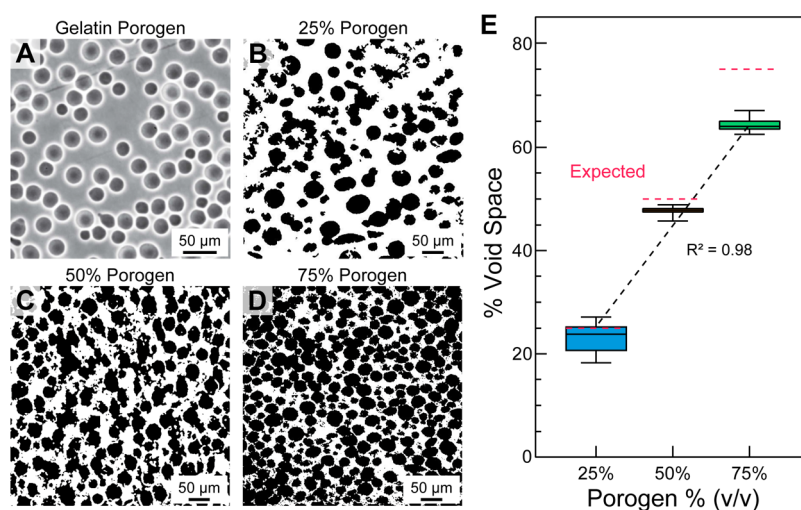 Gelatin Porogen
A
50 µm
25% Porogen
B
50 µm
50% Porogen
C
50 µm
75% Porogen
D
50 µm
E
80
60
40
20
0
% Void Space
Expected
R² = 0.98
25%
50%
75%
Porogen % (v/v)